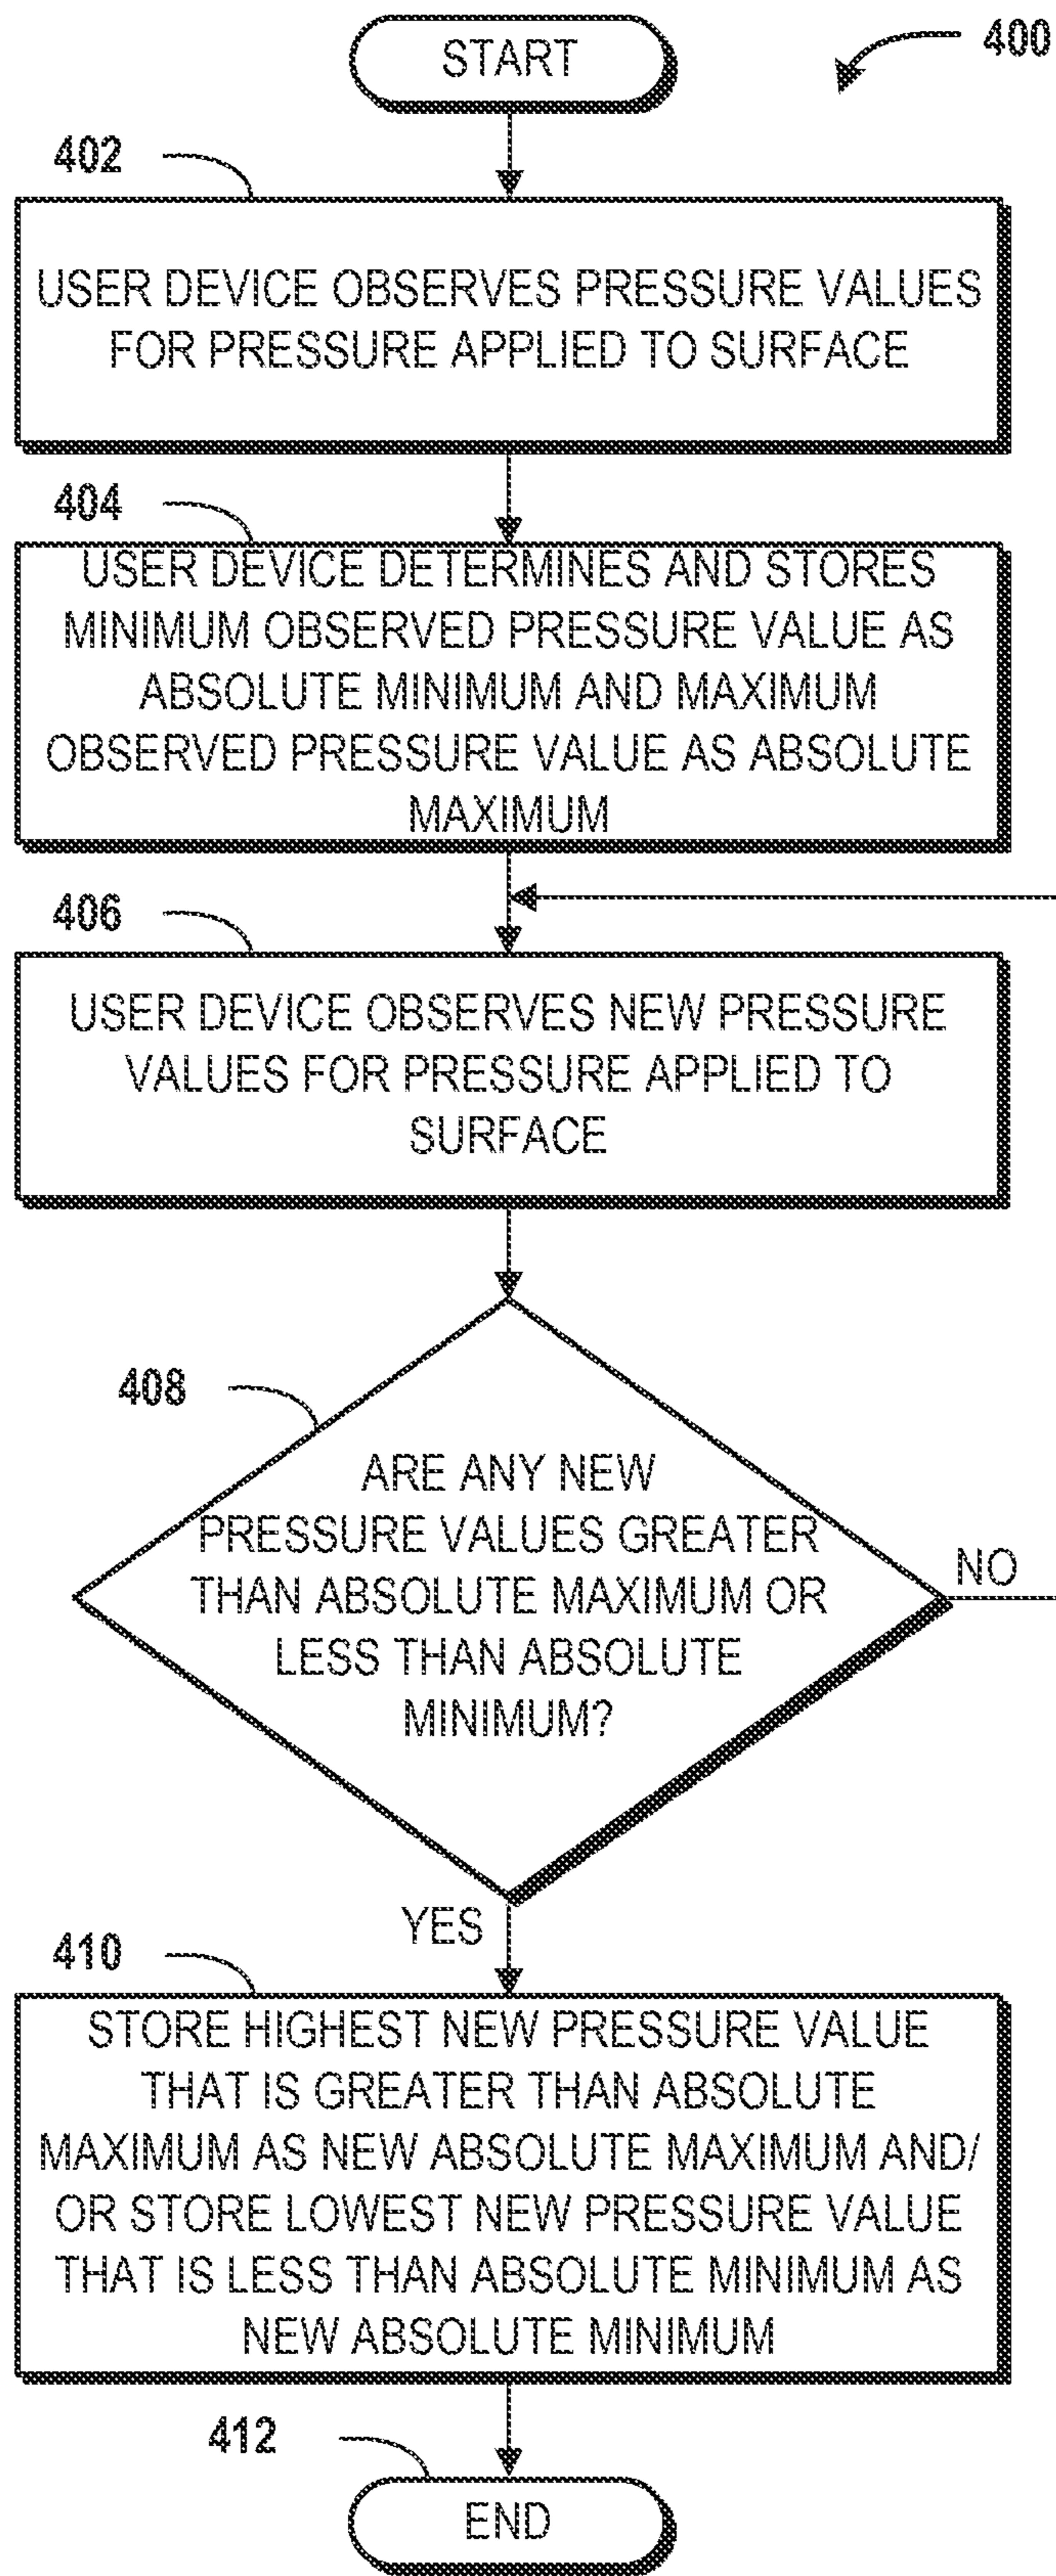 START
400
402
USER DEVICE OBSERVES PRESSURE VALUES
FOR PRESSURE APPLIED TO SURFACE
404
USER DEVICE DETERMINES AND STORES
MINIMUM OBSERVED PRESSURE VALUE AS
ABSOLUTE MINIMUM AND MAXIMUM
OBSERVED PRESSURE VALUE AS ABSOLUTE
MAXIMUM
406
USER DEVICE OBSERVES NEW PRESSURE
VALUES FOR PRESSURE APPLIED TO
SURFACE
408
ARE ANY NEW
PRESSURE VALUES GREATER
THAN ABSOLUTE MAXIMUM OR
LESS THAN ABSOLUTE
MINIMUM?
NO
YES
410
STORE HIGHEST NEW PRESSURE VALUE
THAT IS GREATER THAN ABSOLUTE
MAXIMUM AS NEW ABSOLUTE MAXIMUM AND/
OR STORE LOWEST NEW PRESSURE VALUE
THAT IS LESS THAN ABSOLUTE MINIMUM AS
NEW ABSOLUTE MINIMUM
412
END